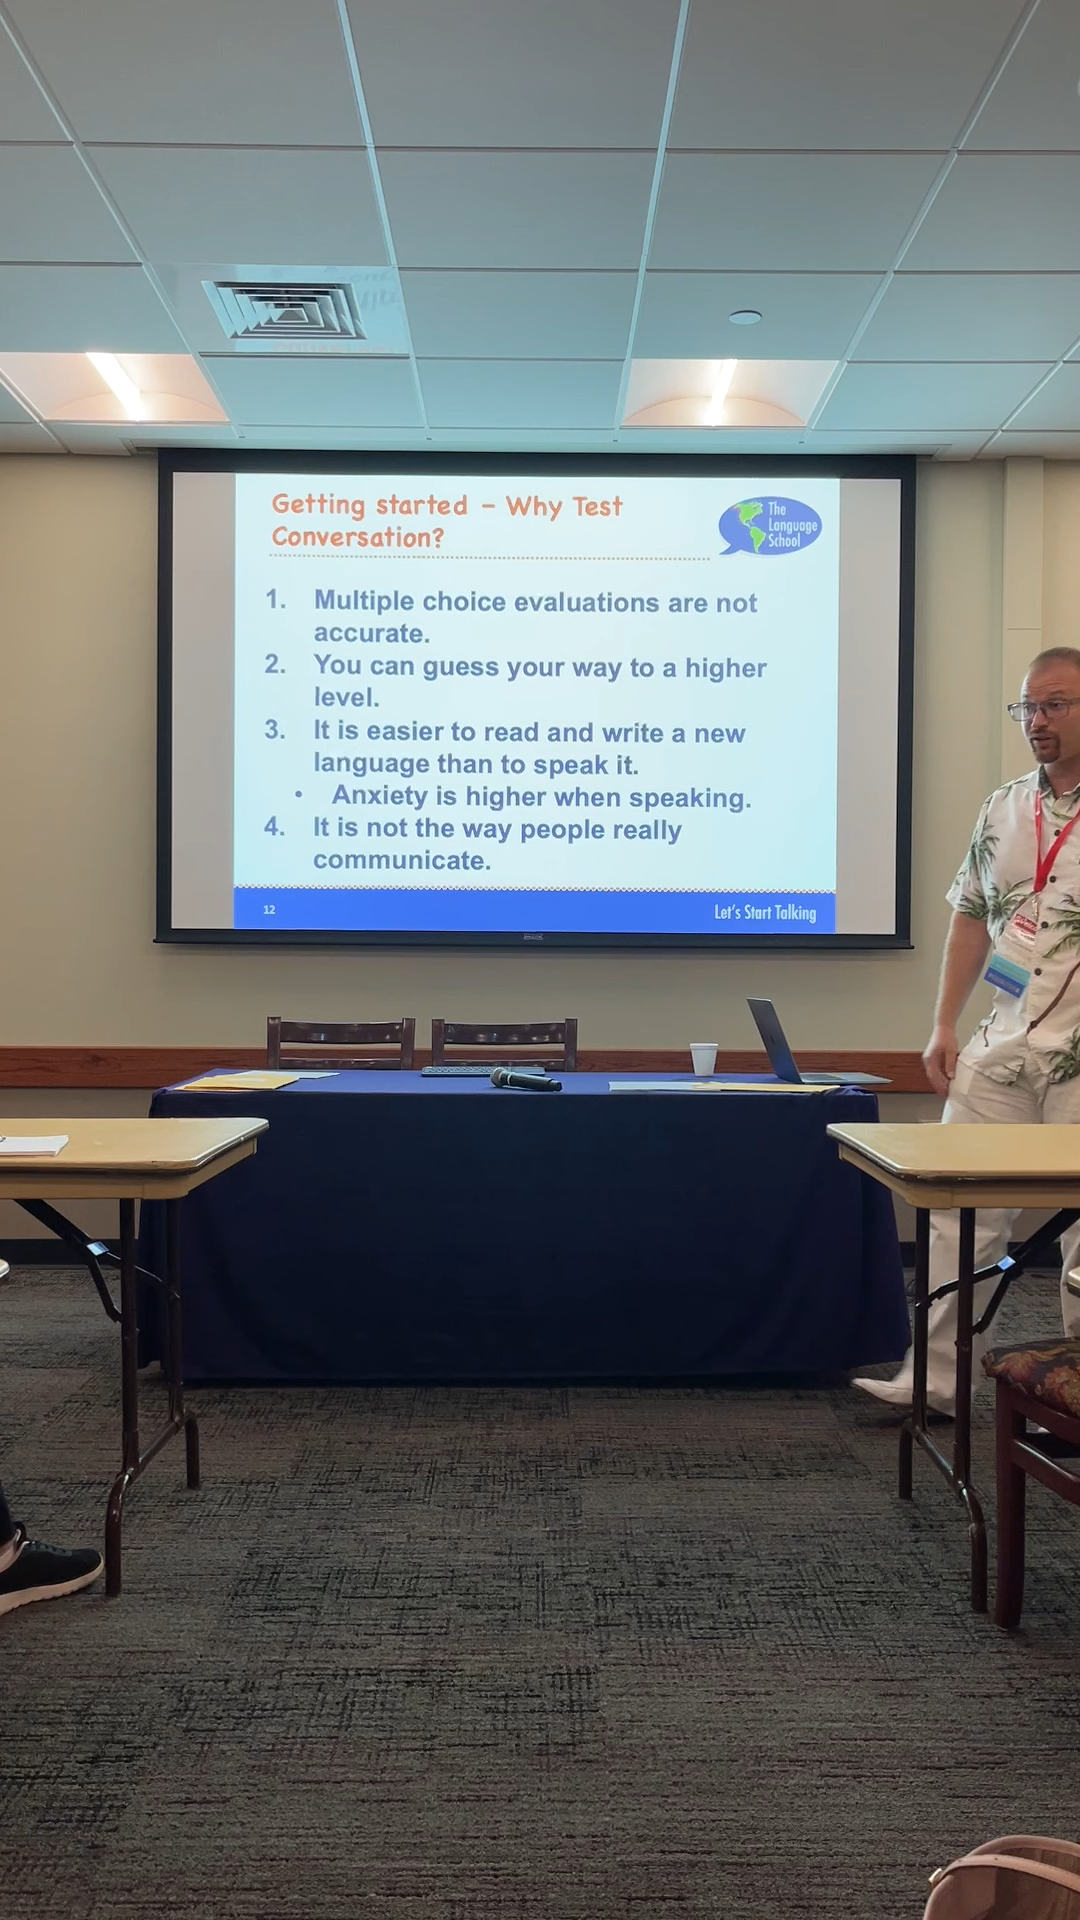 Getting started – Why Test
Conversation?
The
Language
School
1. Multiple choice evaluations are not
accurate.
2. You can guess your way to a higher
level.
3. It is easier to read and write a new
language than to speak it.
• Anxiety is higher when speaking.
4. It is not the way people really
communicate.
12
Let's Start Talking